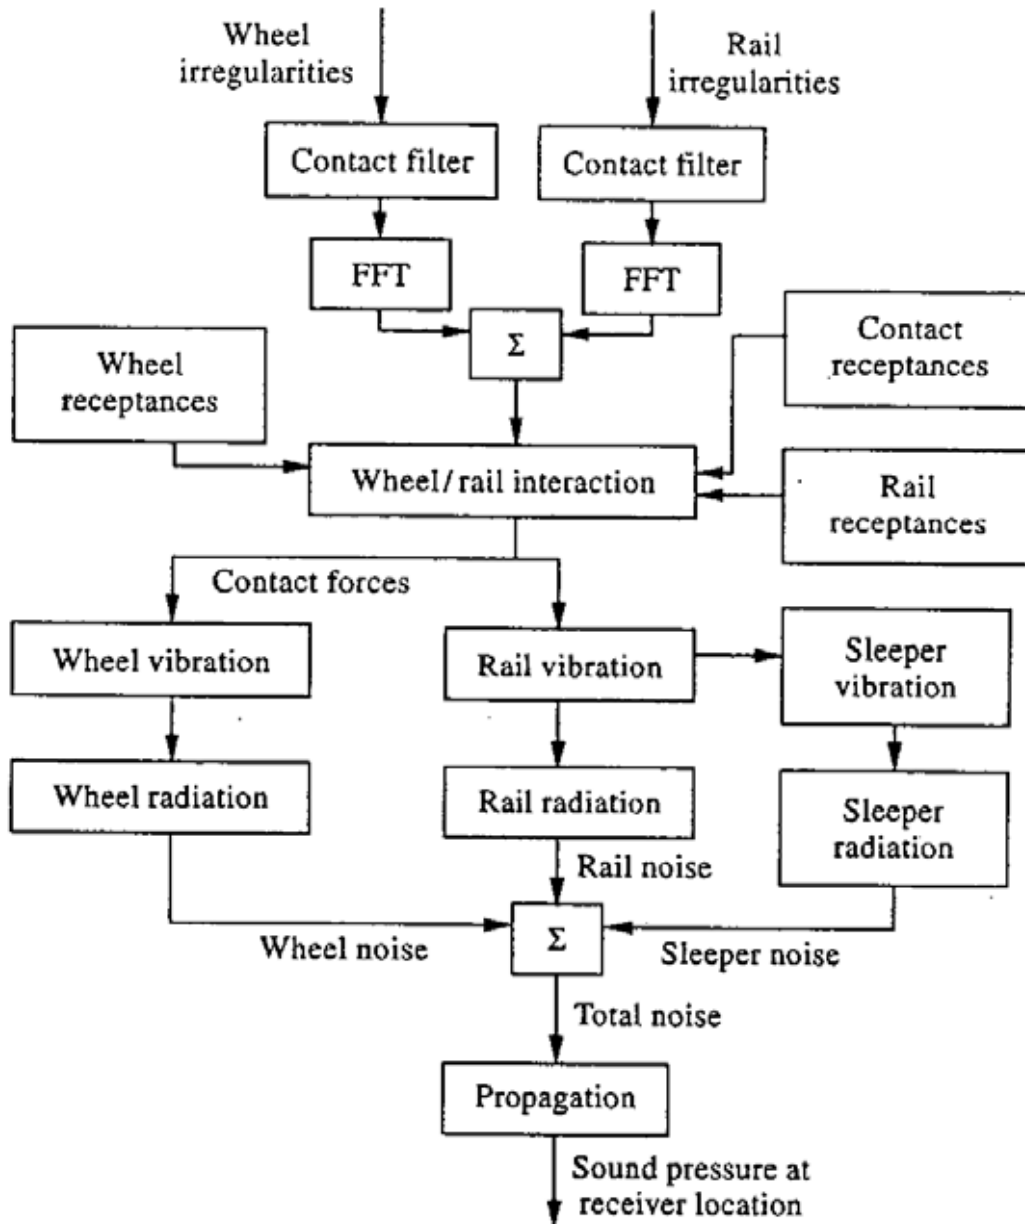 Wheel
irregularities
Rail
irregularities
Contact filter
Contact filter
FFT
FFT
Σ
Wheel
receptances
Contact
receptances
Wheel/rail interaction
Rail
receptances
Contact forces
Wheel vibration
Rail vibration
Sleeper
vibration
Wheel radiation
Rail radiation
Sleeper
radiation
Rail noise
Σ
Wheel noise
Sleeper noise
Total noise
Propagation
Sound pressure at
receiver location